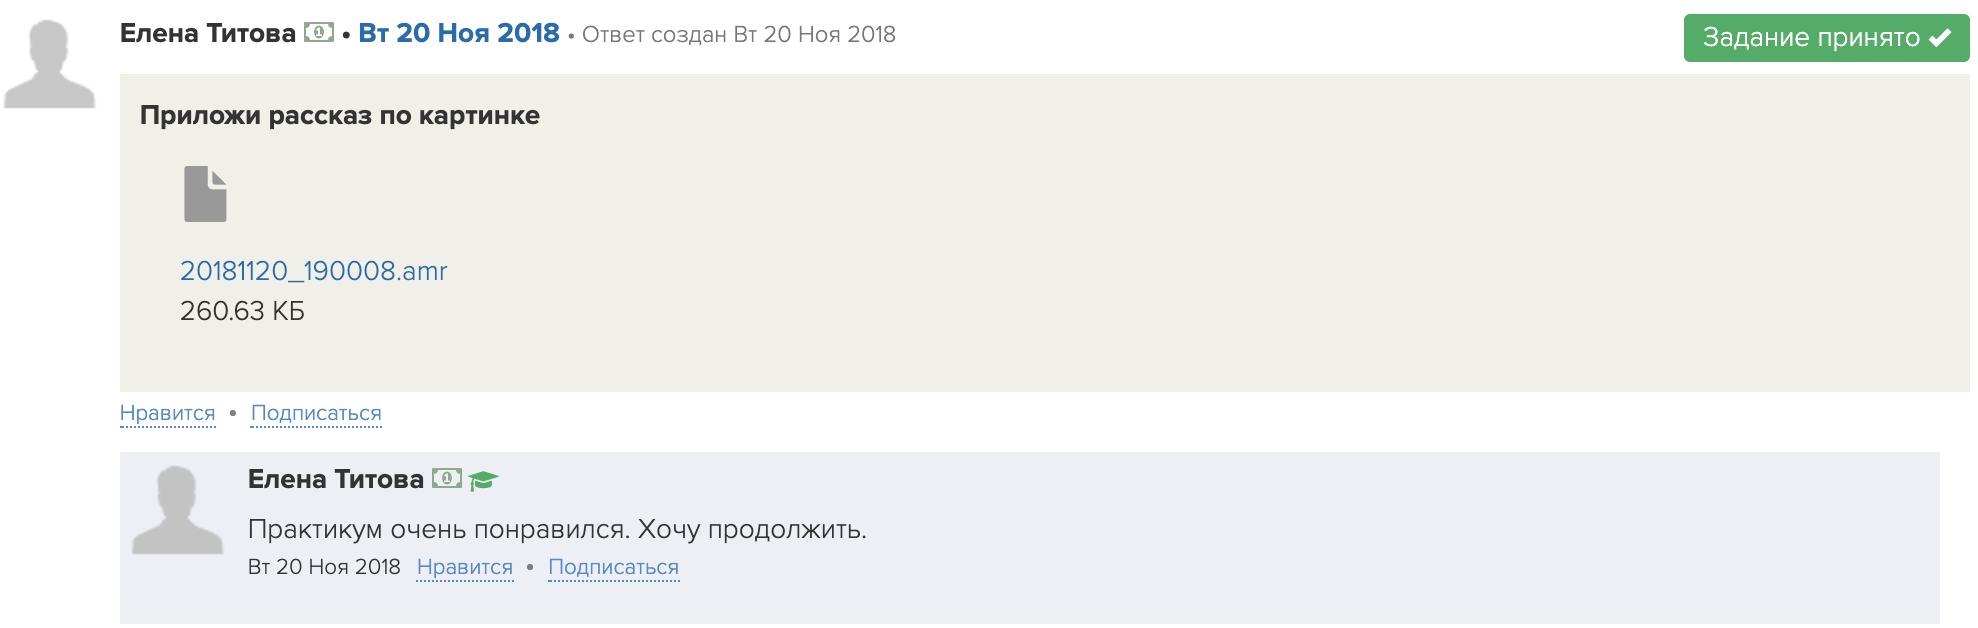 Елена Титова • Вт 20 Ноя 2018 • Ответ создан Вт 20 Ноя 2018
Задание принято
Приложи рассказ по картинке
20181120_190008.amr
260.63 КБ
Нравится • Подписаться
Елена Титова
Практикум очень понравился. Хочу продолжить.
Вт 20 Ноя 2018 Нравится • Подписаться